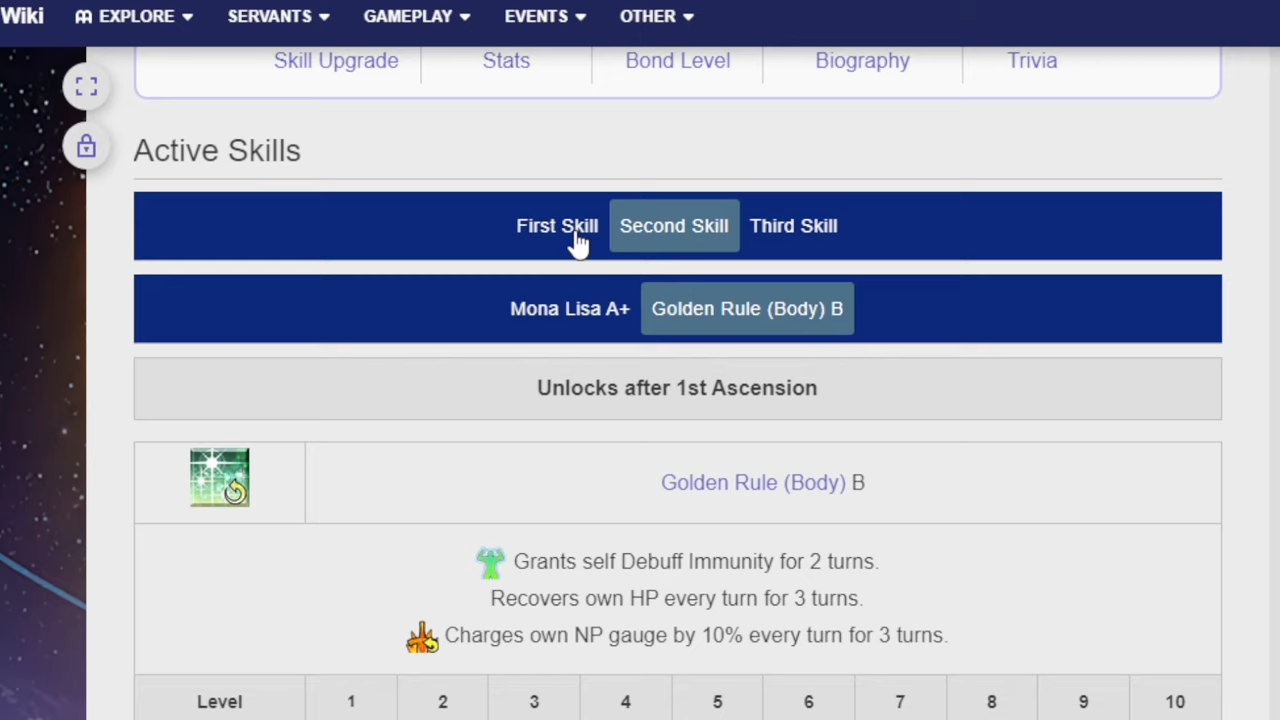 Wiki EXPLORE SERVANTS GAMEPLAY EVENTS OTHER
Skill Upgrade Stats Bond Level Biography Trivia
Active Skills
First Skill Second Skill Third Skill
Mona Lisa A+ Golden Rule (Body) B
Unlocks after 1st Ascension
Golden Rule (Body) B
Grants self Debuff Immunity for 2 turns.
Recovers own HP every turn for 3 turns.
Charges own NP gauge by 10% every turn for 3 turns.
Level 1 2 3 4 5 6 7 8 9 10